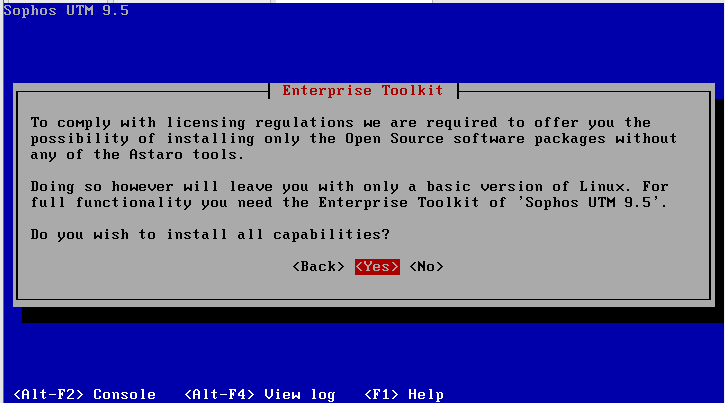 Sophos UTM 9.5
Enterprise Toolkit
To comply with licensing regulations we are required to offer you the
possibility of installing only the Open Source software packages without
any of the Astaro tools.
Doing so however will leave you with only a basic version of Linux. For
full functionality you need the Enterprise Toolkit of 'Sophos UTM 9.5'.
Do you wish to install all capabilities?
<Back> <Yes> <No>
<Alt-F2> Console <Alt-F4> View log <F1> Help